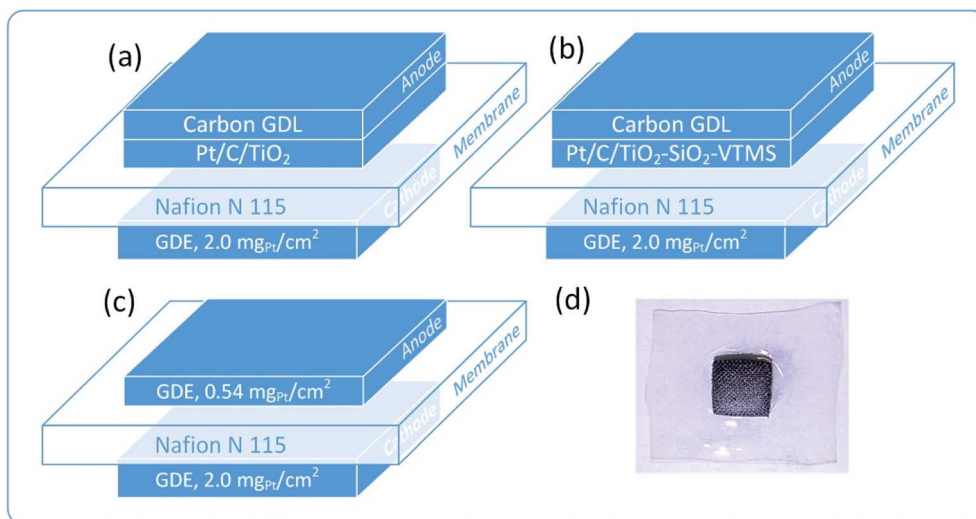 (a)
Anode
Carbon GDL
Pt/C/TiO₂
Membrane
Cathode
Nafion N 115
GDE, 2.0 mgPt/cm²
(b)
Anode
Carbon GDL
Pt/C/TiO₂-SiO₂-VTMS
Membrane
Cathode
Nafion N 115
GDE, 2.0 mgPt/cm²
(c)
Anode
GDE, 0.54 mgPt/cm²
Membrane
Cathode
Nafion N 115
GDE, 2.0 mgPt/cm²
(d)